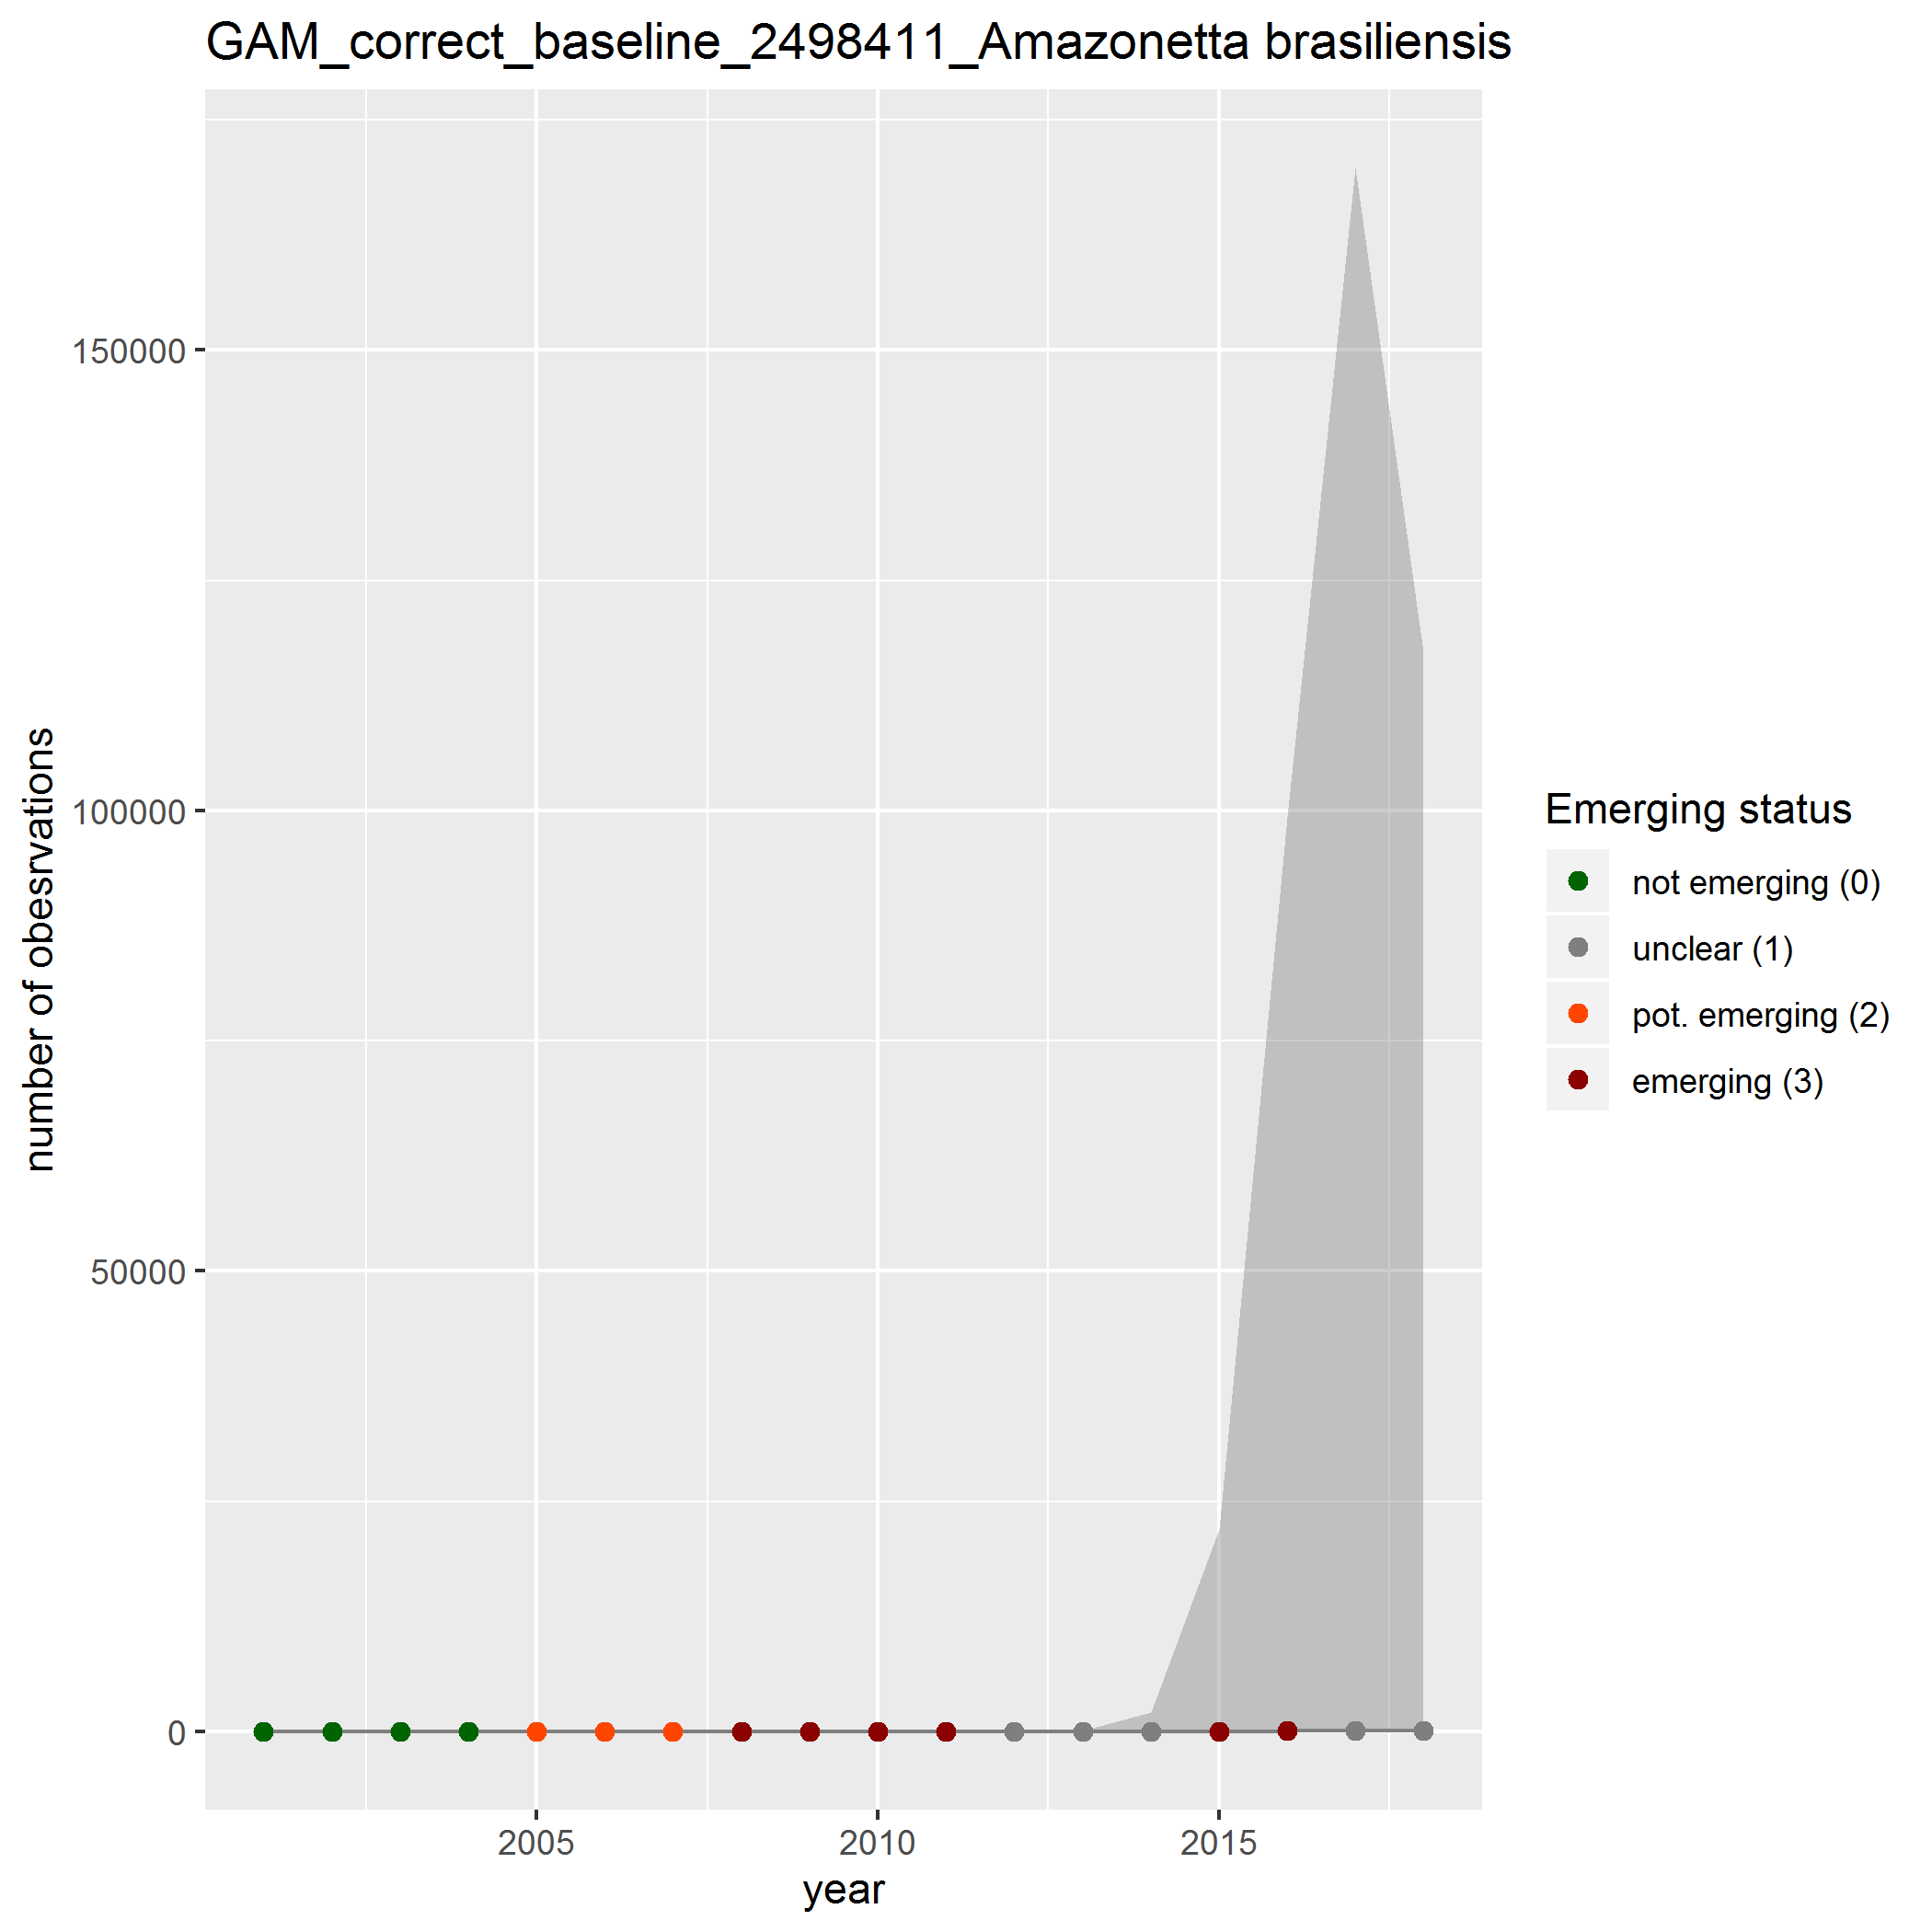 GAM_correct_baseline_2498411_Amazonetta brasiliensis
150000
100000
50000
0
number of obesrvations
2005
2010
2015
year
Emerging status
not emerging (0)
unclear (1)
pot. emerging (2)
emerging (3)